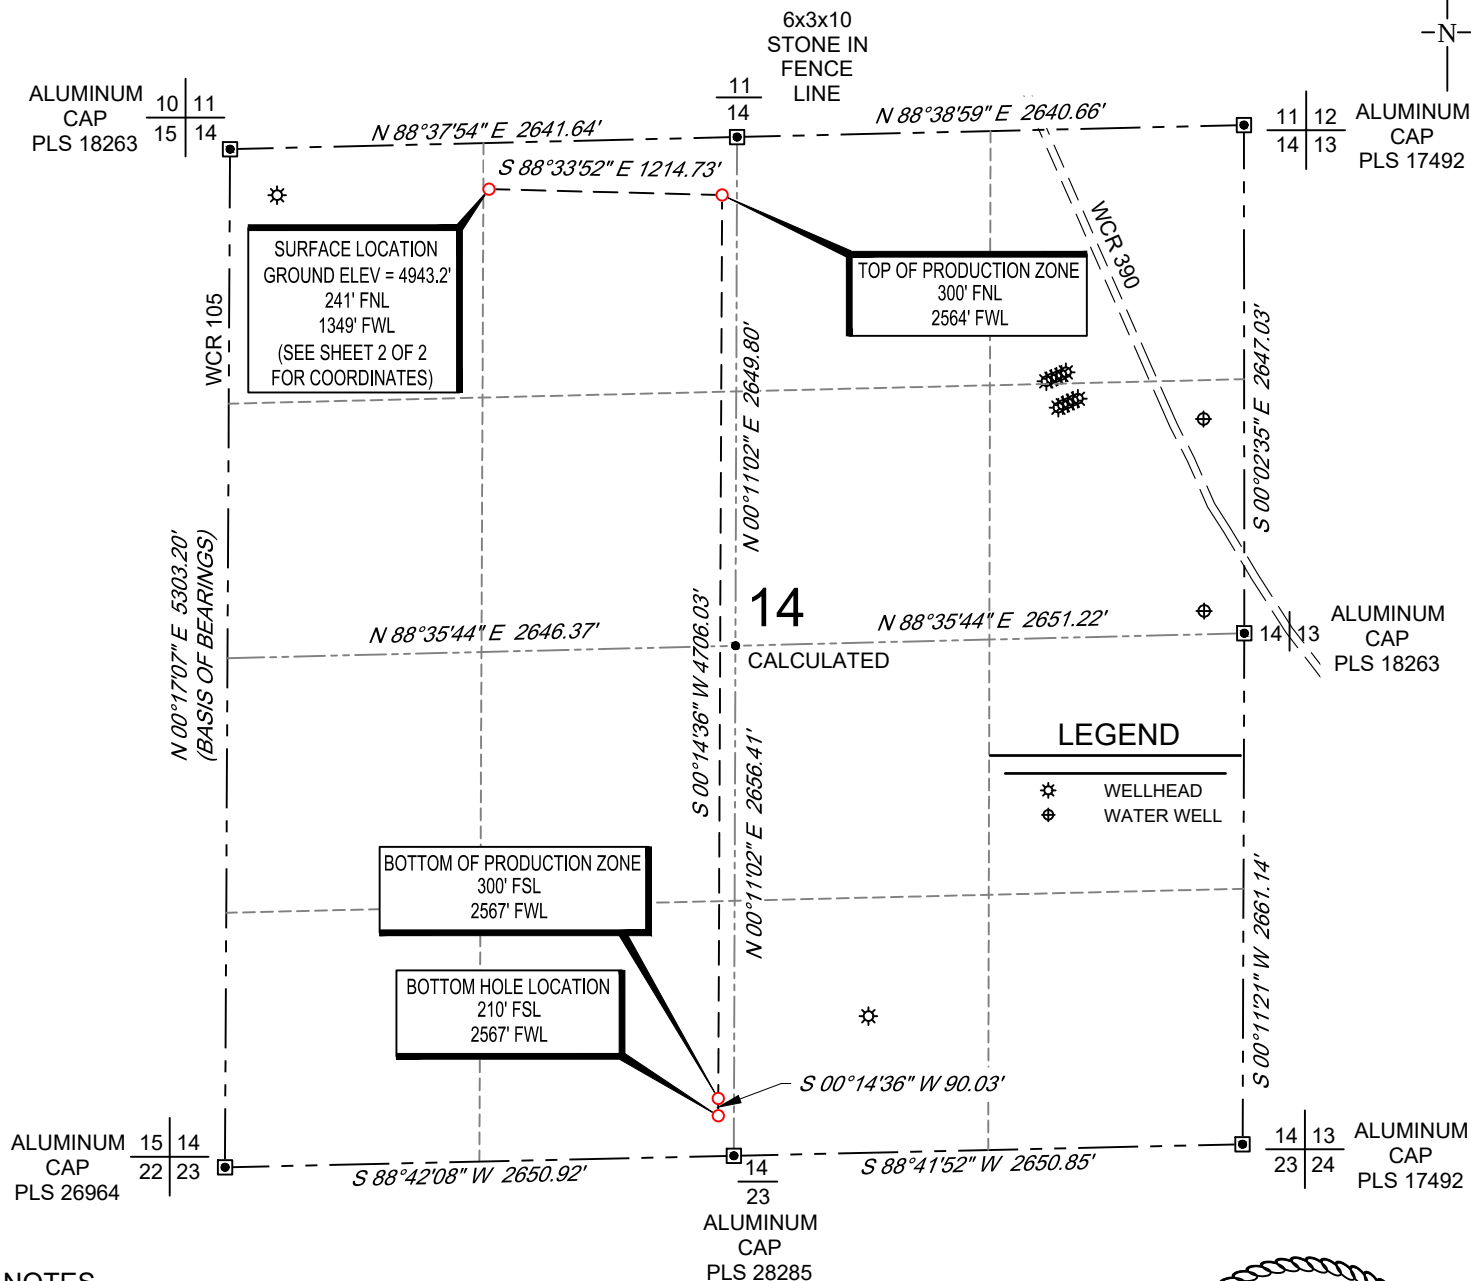 6x3x10
STONE IN
FENCE
LINE
N
ALUMINUM
CAP
PLS 18263
10 11
15 14
11
14
N 88°37'54" E 2641.64'
N 88°38'59" E 2640.66'
11 12
14 13
ALUMINUM
CAP
PLS 17492
S 88°33'52" E 1214.73'
SURFACE LOCATION
GROUND ELEV = 4943.2'
241' FNL
1349' FWL
(SEE SHEET 2 OF 2
FOR COORDINATES)
TOP OF PRODUCTION ZONE
300' FNL
2564' FWL
WCR 390
WCR 105
N 00°11'02" E 2649.80'
S 00°02'35" E 2647.03'
N 00°17'07" E 5303.20'
(BASIS OF BEARINGS)
N 88°35'44" E 2646.37'
S 00°14'36" W 4706.03'
14
CALCULATED
N 88°35'44" E 2651.22'
14 13
ALUMINUM
CAP
PLS 18263
LEGEND
WELLHEAD
WATER WELL
N 00°11'02" E 2656.41'
BOTTOM OF PRODUCTION ZONE
300' FSL
2567' FWL
BOTTOM HOLE LOCATION
210' FSL
2567' FWL
S 00°11'21" W 2661.14'
S 00°14'36" W 90.03'
ALUMINUM
CAP
PLS 26964
15 14
22 23
S 88°42'08" W 2650.92'
14
23
ALUMINUM
CAP
PLS 28285
S 88°41'52" W 2650.85'
14 13
23 24
ALUMINUM
CAP
PLS 17492
NOTES